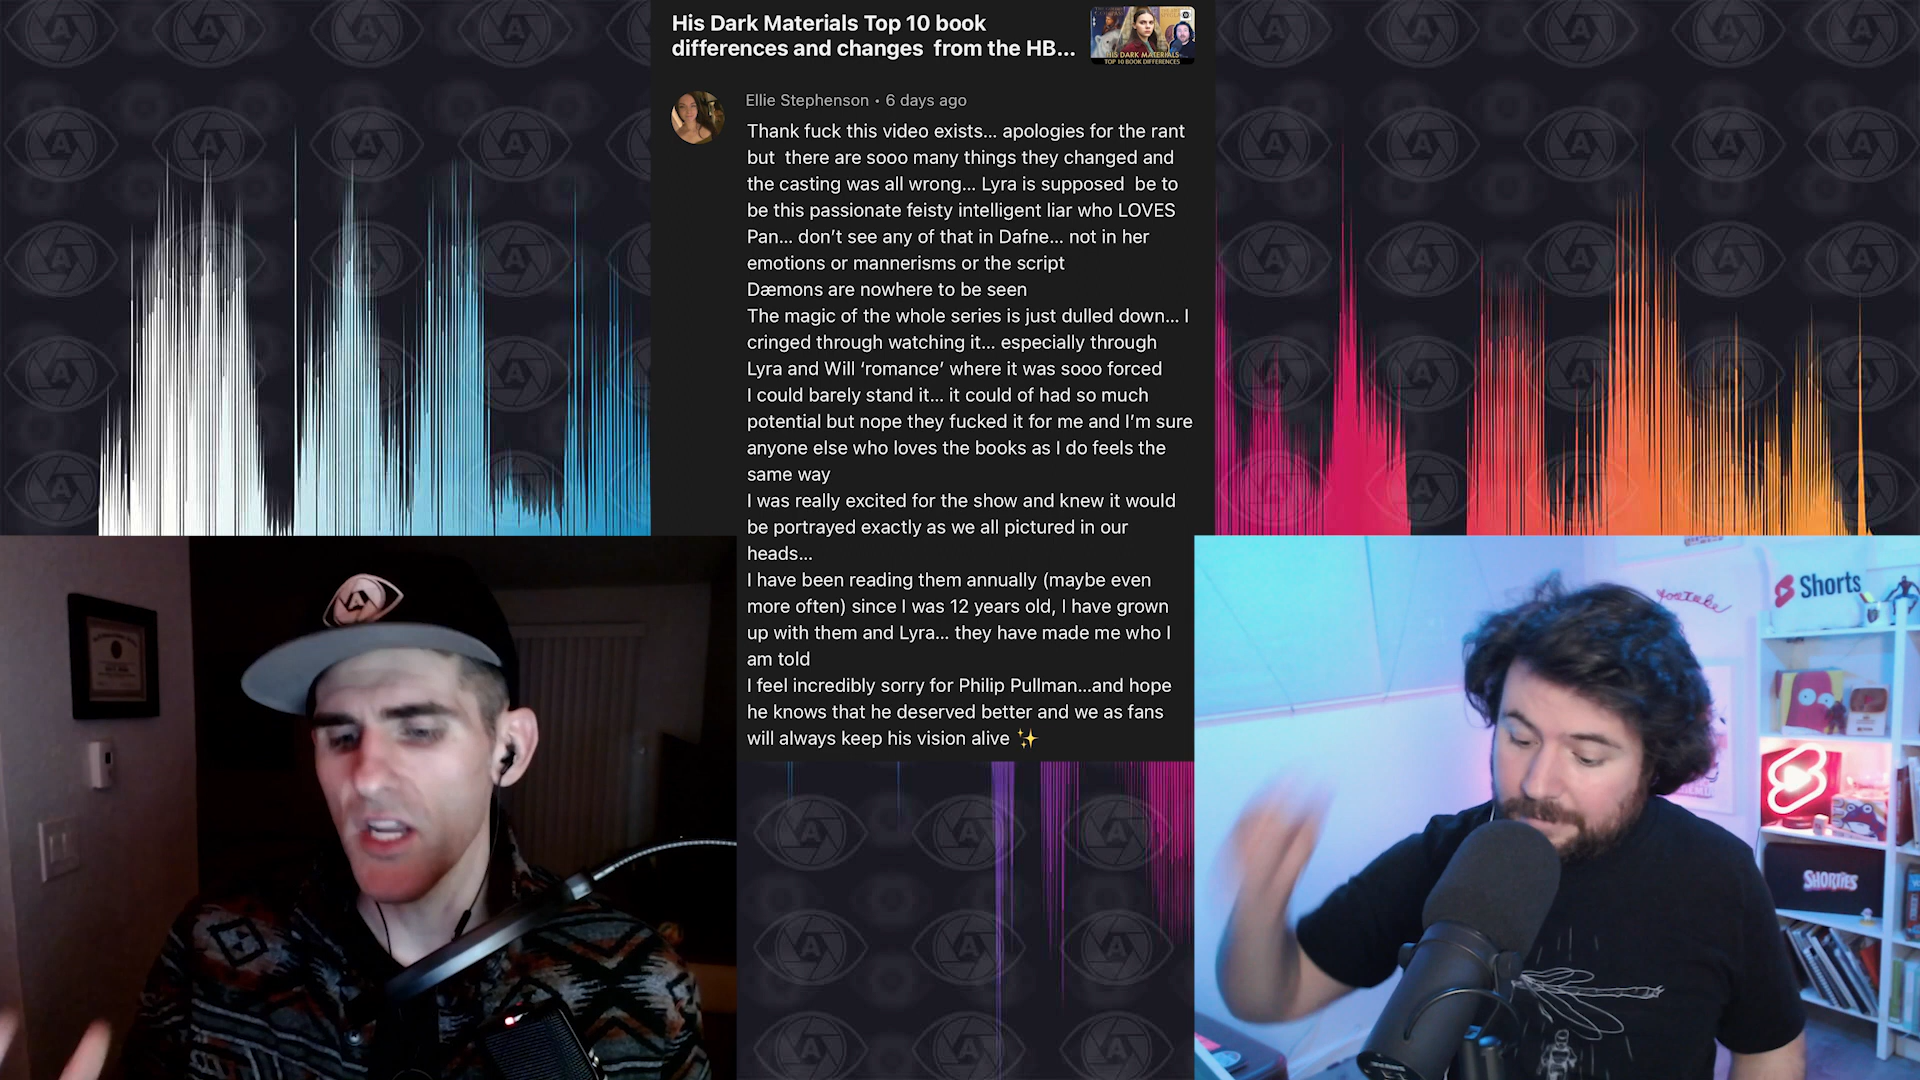 His Dark Materials Top 10 book
differences and changes  from the HB...
HIS DARK MATERIALS
TOP 10 BOOK DIFFERENCES
Ellie Stephenson • 6 days ago
Thank fuck this video exists... apologies for the rant
but  there are sooo many things they changed and
the casting was all wrong... Lyra is supposed  be to
be this passionate feisty intelligent liar who LOVES
Pan... don’t see any of that in Dafne... not in her
emotions or mannerisms or the script
Dæmons are nowhere to be seen
The magic of the whole series is just dulled down... I
cringed through watching it... especially through
Lyra and Will ‘romance’ where it was sooo forced
I could barely stand it... it could of had so much
potential but nope they fucked it for me and I’m sure
anyone else who loves the books as I do feels the
same way
I was really excited for the show and knew it would
be portrayed exactly as we all pictured in our
heads...
I have been reading them annually (maybe even
more often) since I was 12 years old, I have grown
up with them and Lyra... they have made me who I
am told
I feel incredibly sorry for Philip Pullman...and hope
he knows that he deserved better and we as fans
will always keep his vision alive ✨
YouTube
Shorts
SHORTIES